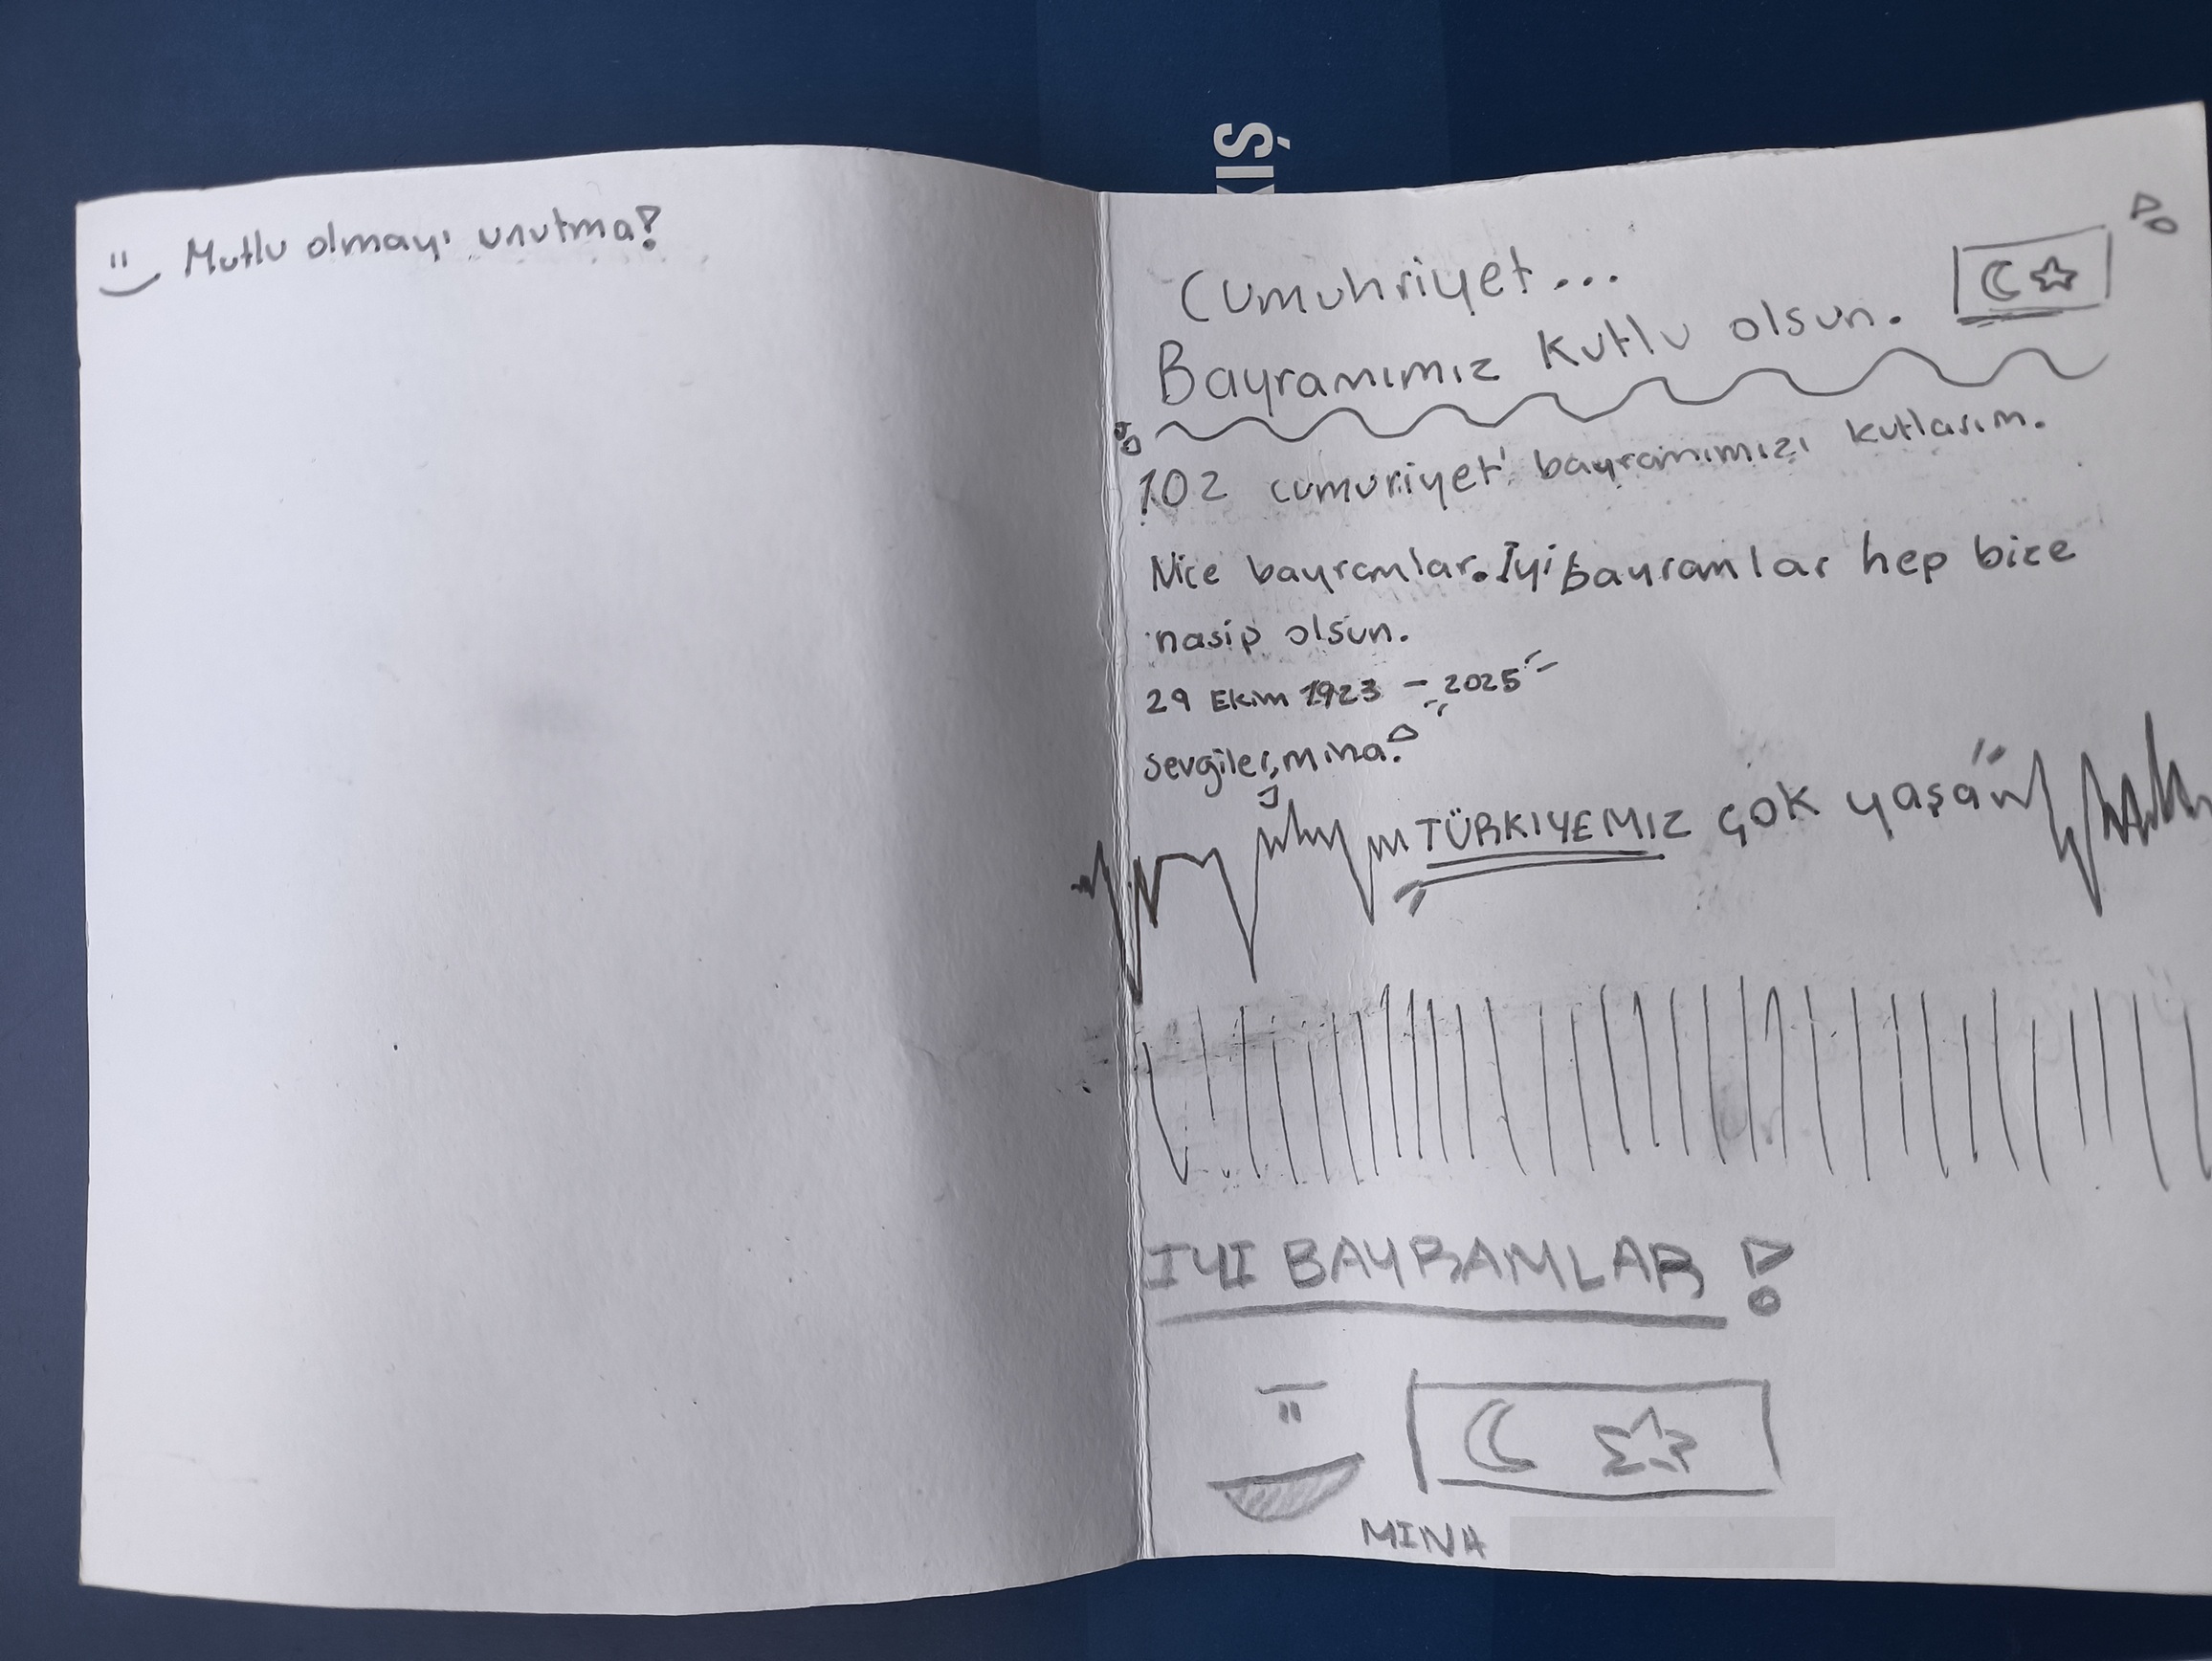 KIŞ
Mutlu olmayı unutma!
Cumuhriyet...
Bayramımız kutlu olsun.
102 cumuriyet' bayramımızı kutlarım.
Nice bayramlar. İyi bayramlar hep bize
nasip olsun.
29 Ekim 1923 - 2025
Sevgiler, mina!
TÜRKIYEMIZ ÇOK yaşa
IYI BAYRAMLAR!
MINA